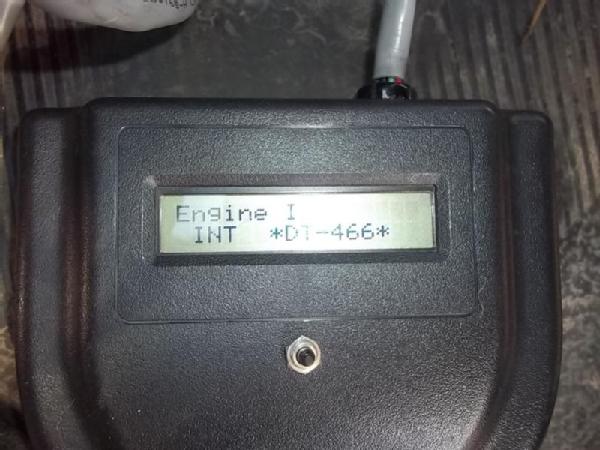 Engine I
INT *DT-466*